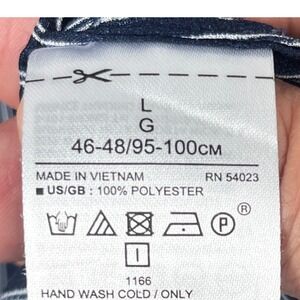 L
G
46-48/95-100CM
MADE IN VIETNAM RN 54023
■ US/GB : 100% POLYESTER
P ®
I
1166
HAND WASH COLD / ONLY